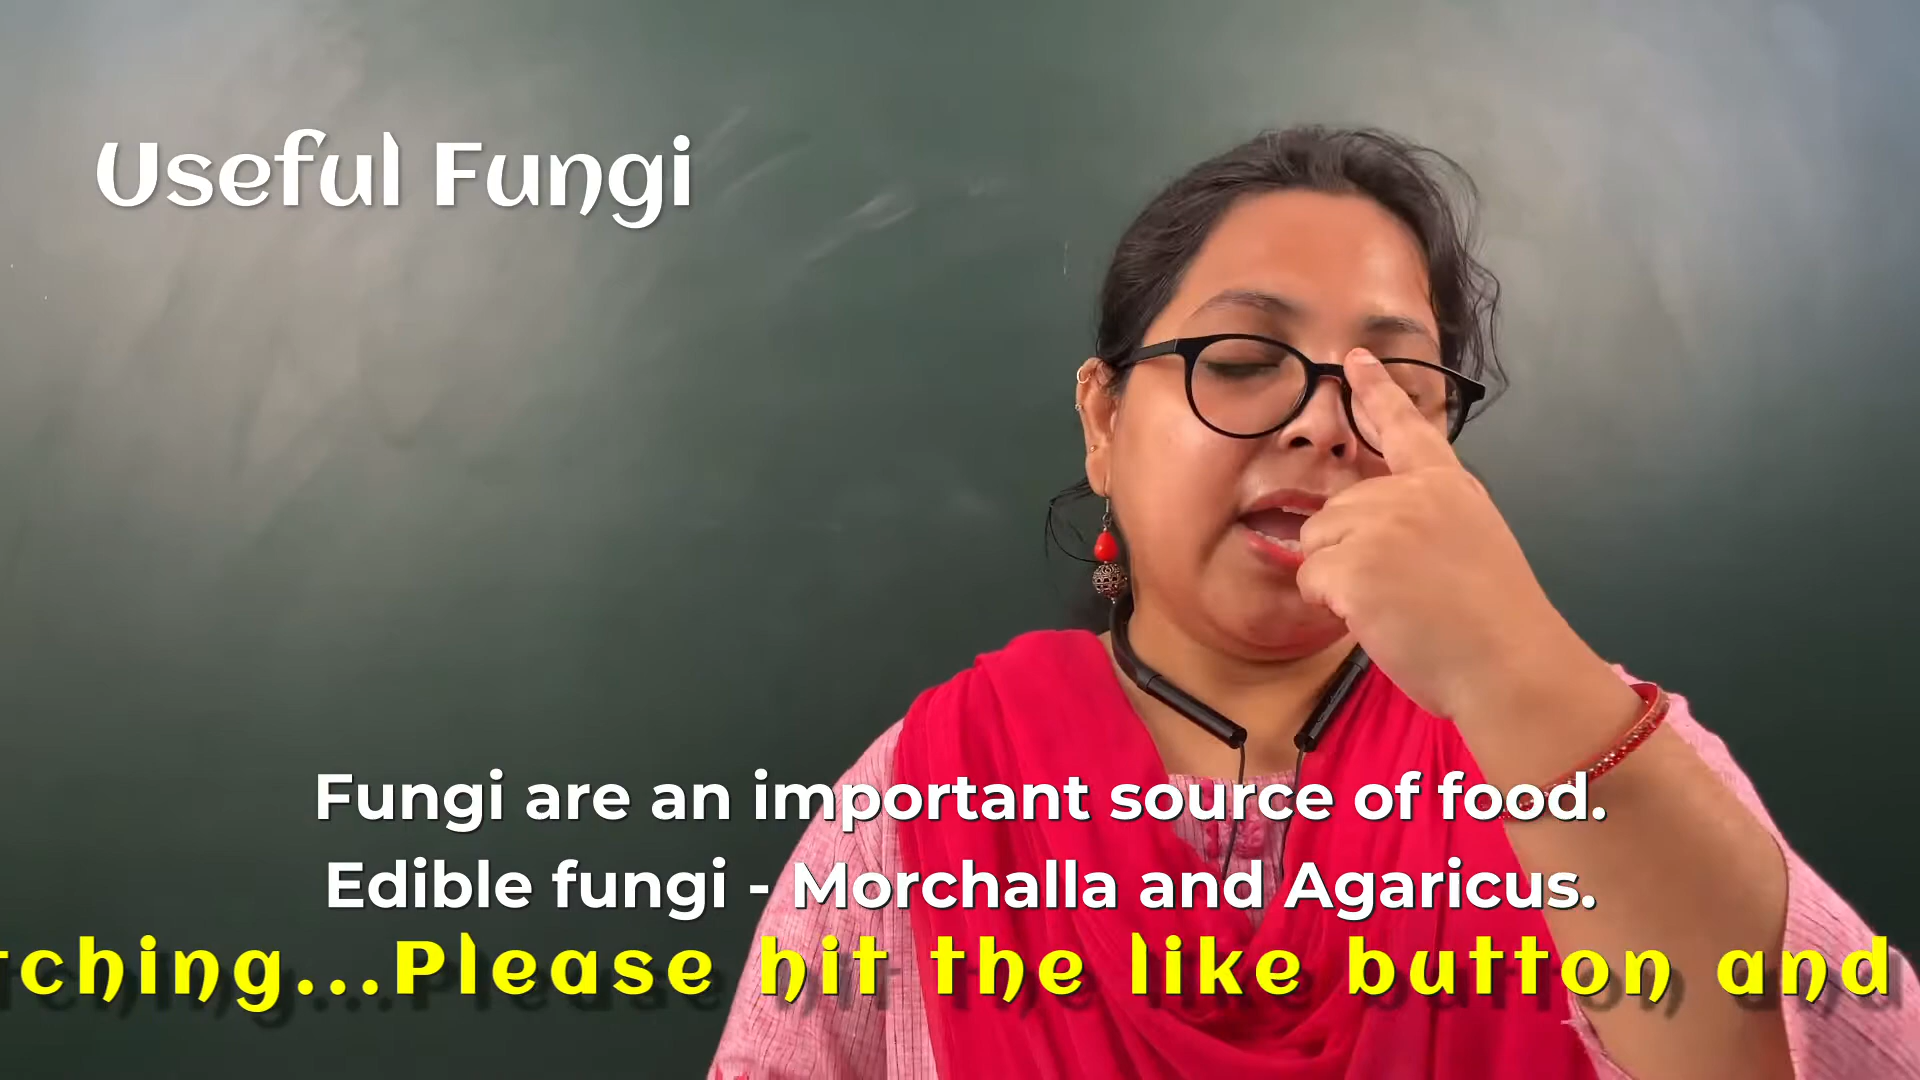 Useful Fungi
Fungi are an important source of food.
Edible fungi - Morchalla and Agaricus.
tching...Please hit the like button and